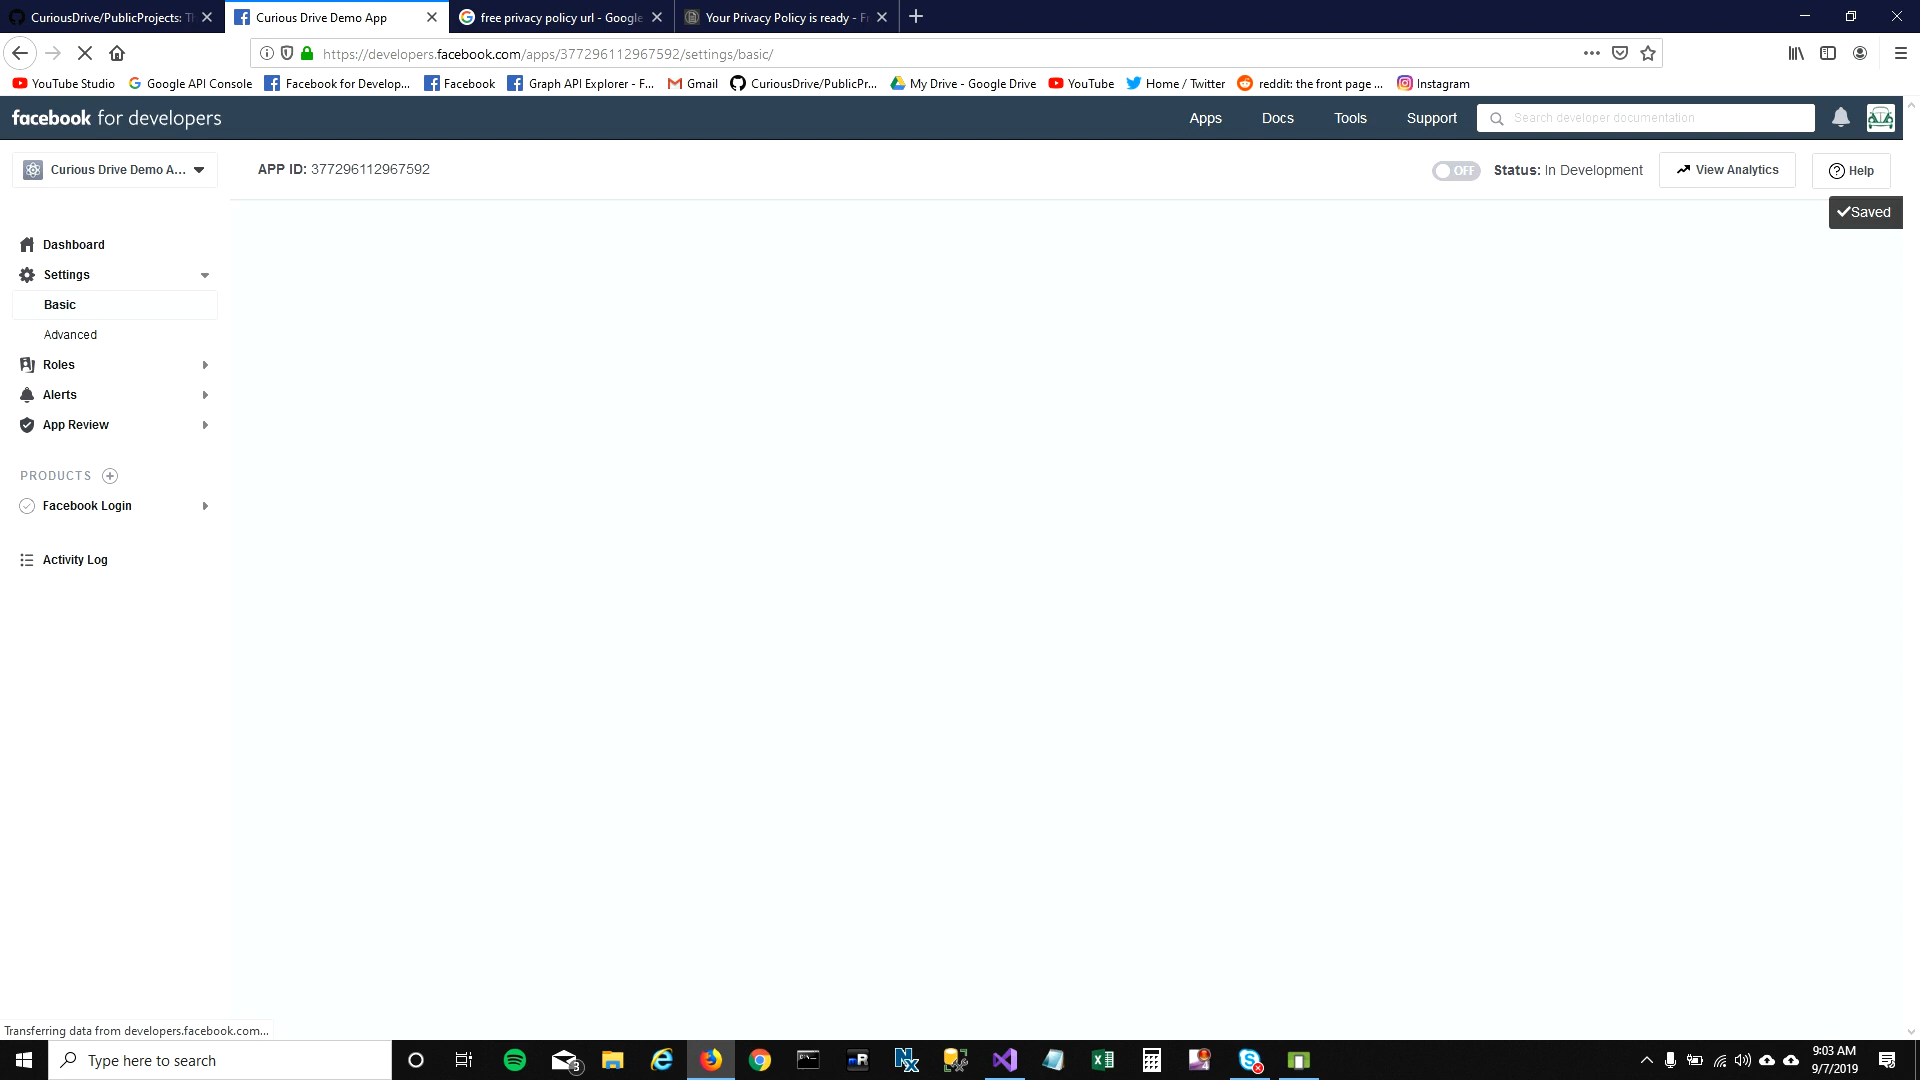 CuriousDrive/PublicProjects: Th
Curious Drive Demo App
free privacy policy url - Google
Your Privacy Policy is ready - Fr
https://developers.facebook.com/apps/377296112967592/settings/basic/
YouTube Studio
Google API Console
Facebook for Develop...
Facebook
Graph API Explorer - F...
Gmail
CuriousDrive/PublicPr...
My Drive - Google Drive
YouTube
Home / Twitter
reddit: the front page ...
Instagram
facebook for developers
Apps
Docs
Tools
Support
Search developer documentation
Curious Drive Demo A...
APP ID: 377296112967592
OFF
Status: In Development
View Analytics
Help
Saved
Dashboard
Settings
Basic
Advanced
Roles
Alerts
App Review
PRODUCTS
Facebook Login
Activity Log
Transferring data from developers.facebook.com...
Type here to search
3
9:03 AM
9/7/2019